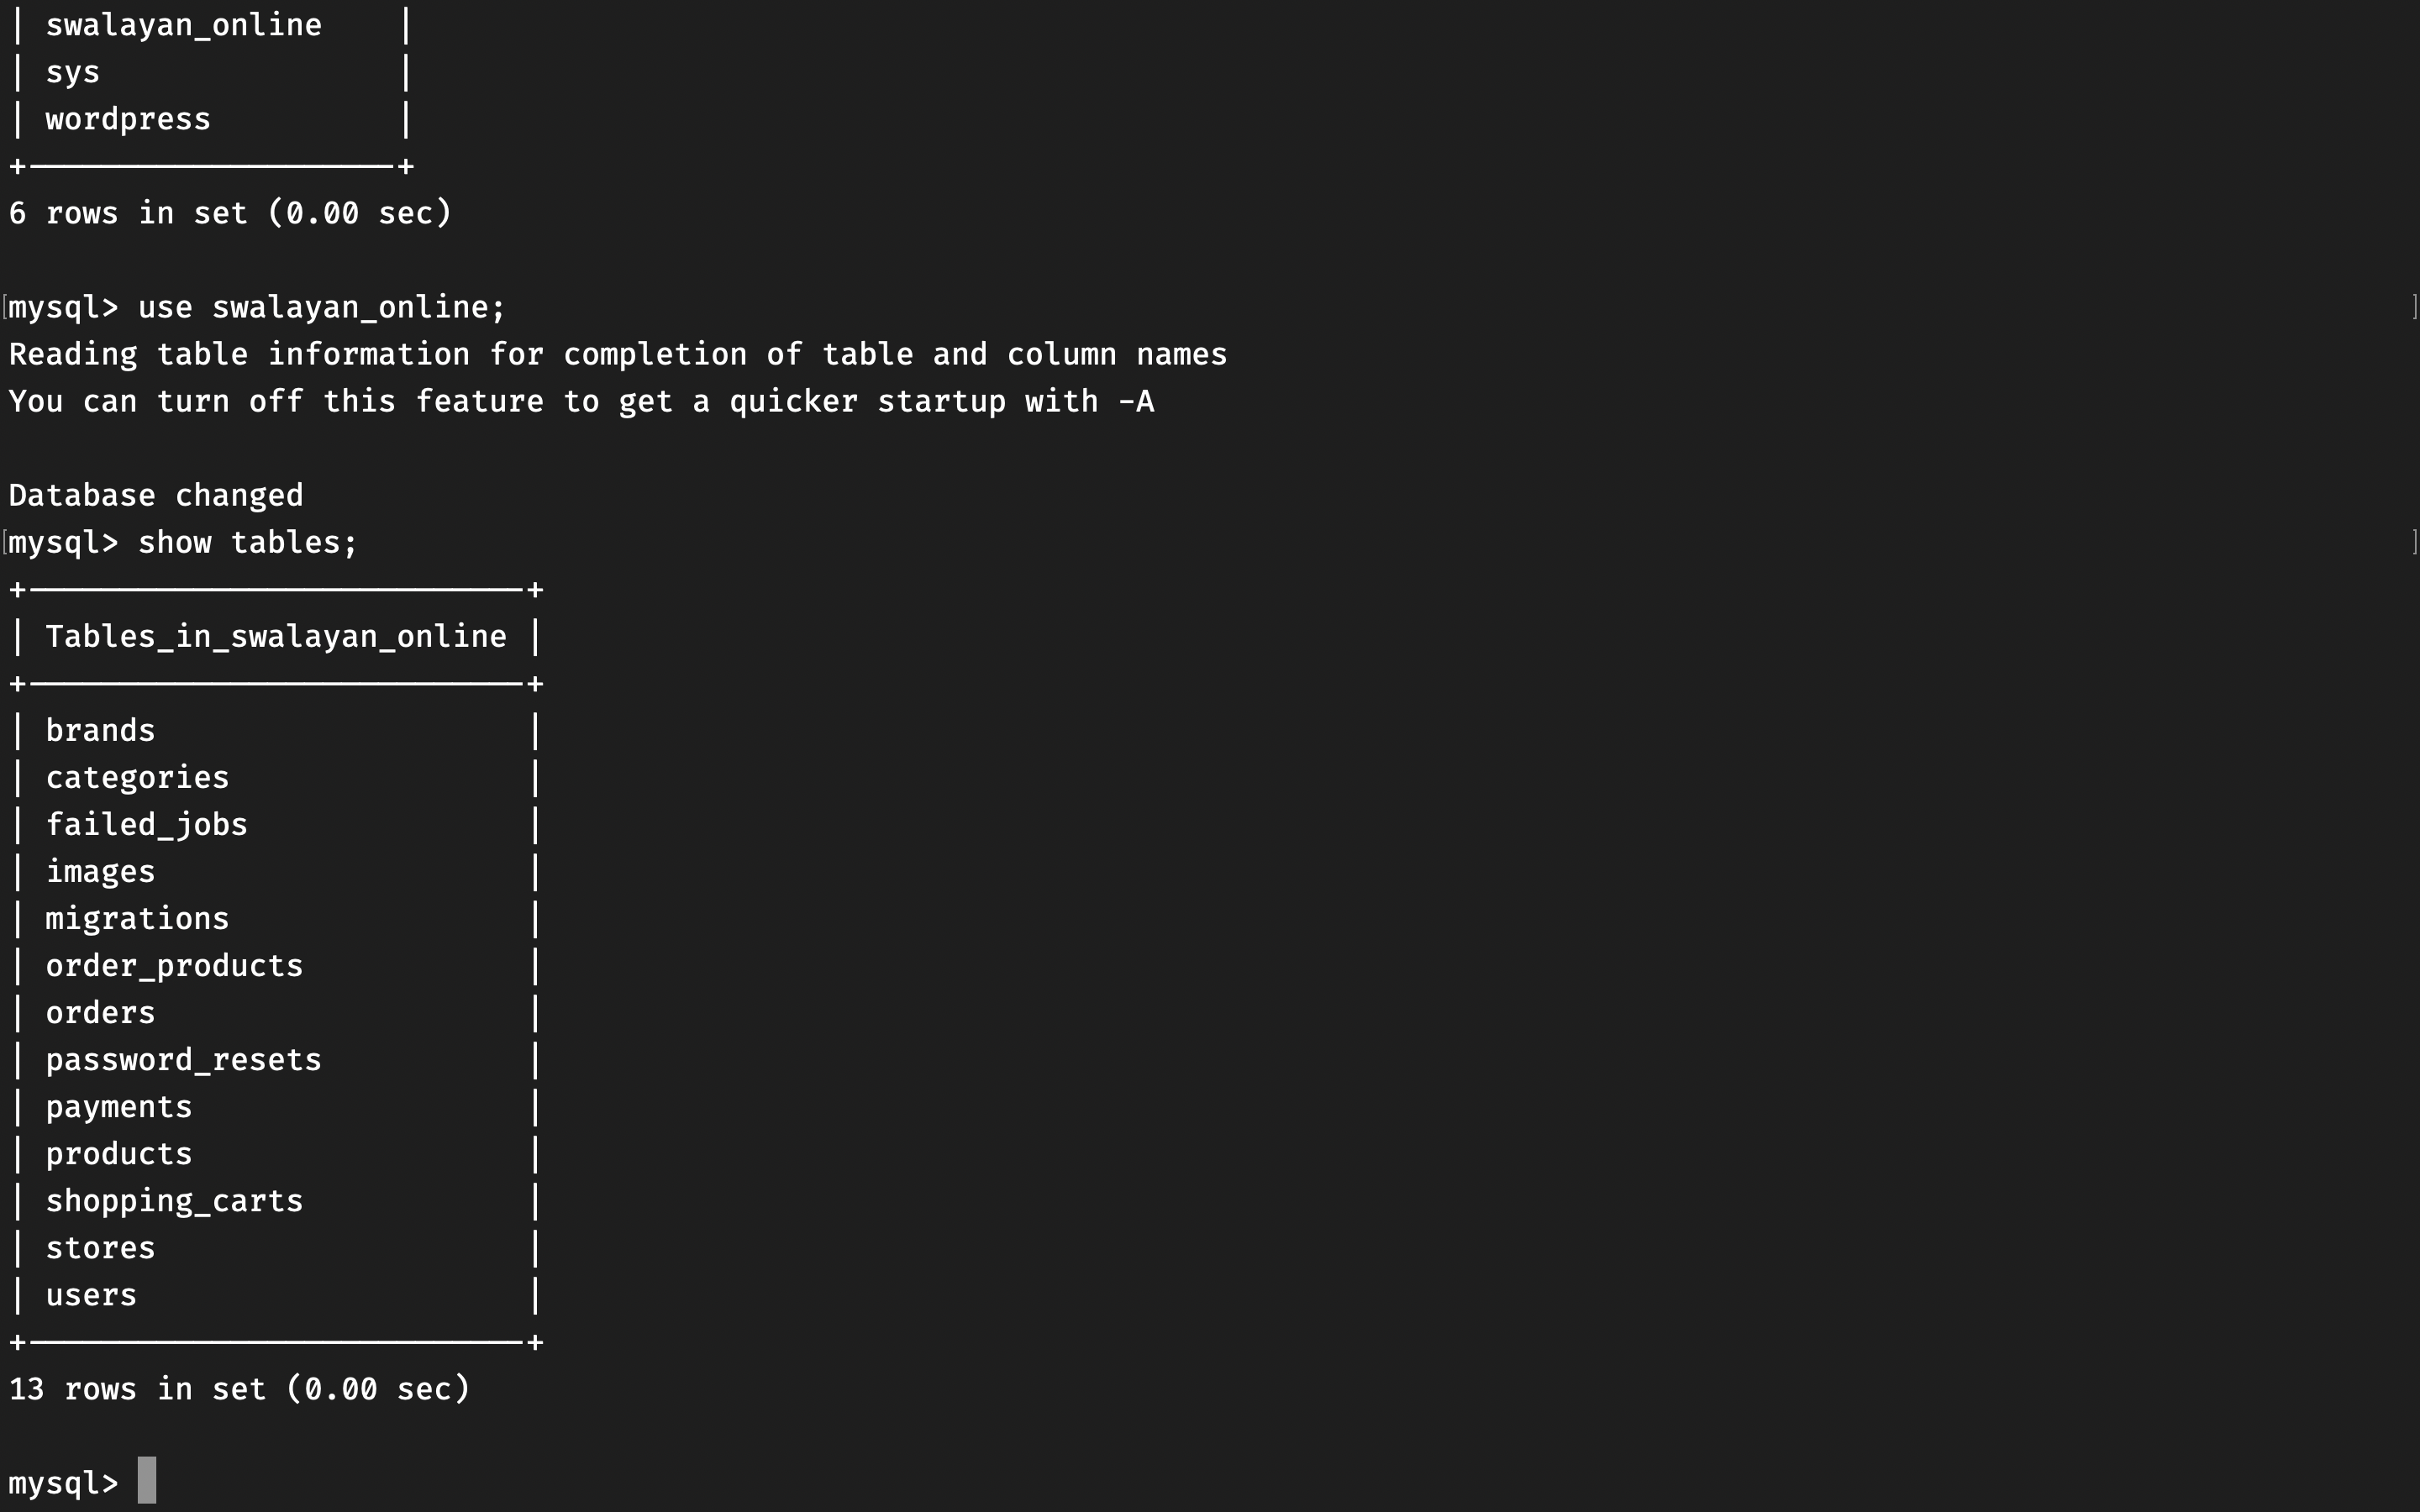 | swalayan_online    |
| sys                |
| wordpress          |
+--------------------+
6 rows in set (0.00 sec)
[mysql> use swalayan_online; ]
Reading table information for completion of table and column names
You can turn off this feature to get a quicker startup with -A
Database changed
[mysql> show tables; ]
+---------------------------+
| Tables_in_swalayan_online |
+---------------------------+
| brands                    |
| categories                |
| failed_jobs               |
| images                    |
| migrations                |
| order_products            |
| orders                    |
| password_resets           |
| payments                  |
| products                  |
| shopping_carts            |
| stores                    |
| users                     |
+---------------------------+
13 rows in set (0.00 sec)
mysql>